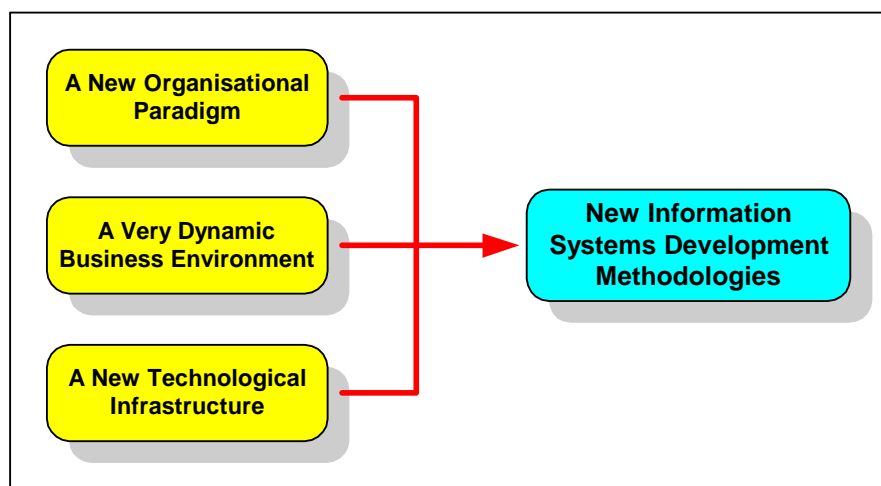 A New Organisational
Paradigm
A Very Dynamic
Business Environment
A New Technological
Infrastructure
New Information
Systems Development
Methodologies